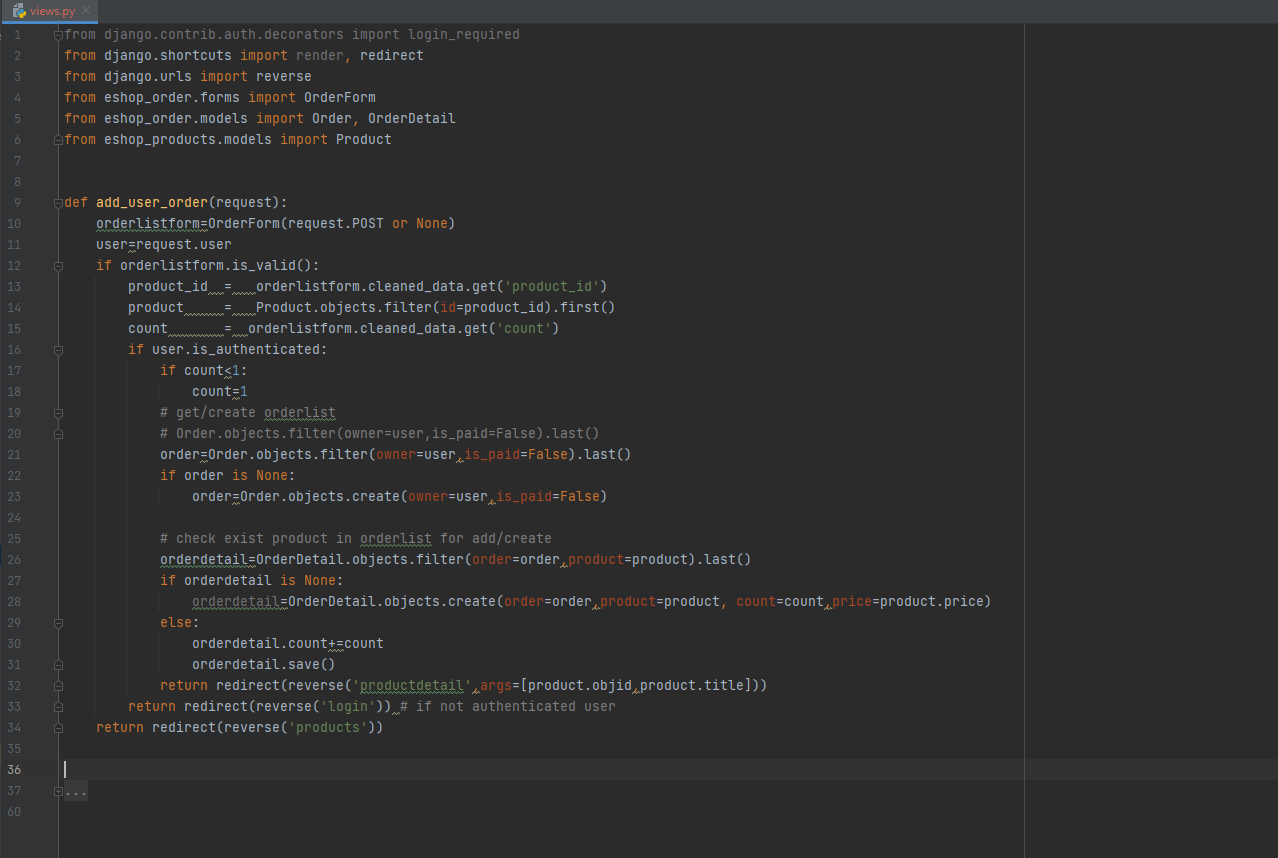 views.py
1 from django.contrib.auth.decorators import login_required
2 from django.shortcuts import render, redirect
3 from django.urls import reverse
4 from eshop_order.forms import OrderForm
5 from eshop_order.models import Order, OrderDetail
6 from eshop_products.models import Product
7
8
9 def add_user_order(request):
10     orderlistform=OrderForm(request.POST or None)
11     user=request.user
12     if orderlistform.is_valid():
13         product_id  =   orderlistform.cleaned_data.get('product_id')
14         product     =   Product.objects.filter(id=product_id).first()
15         count       =  orderlistform.cleaned_data.get('count')
16         if user.is_authenticated:
17             if count<1:
18                 count=1
19             # get/create orderlist
20             # Order.objects.filter(owner=user,is_paid=False).last()
21             order=Order.objects.filter(owner=user,is_paid=False).last()
22             if order is None:
23                 order=Order.objects.create(owner=user,is_paid=False)
24
25             # check exist product in orderlist for add/create
26             orderdetail=OrderDetail.objects.filter(order=order,product=product).last()
27             if orderdetail is None:
28                 orderdetail=OrderDetail.objects.create(order=order,product=product, count=count,price=product.price)
29             else:
30                 orderdetail.count+=count
31                 orderdetail.save()
32             return redirect(reverse('productdetail',args=[product.objid,product.title]))
33         return redirect(reverse('login')) # if not authenticated user
34     return redirect(reverse('products'))
35
36
37 ...
60